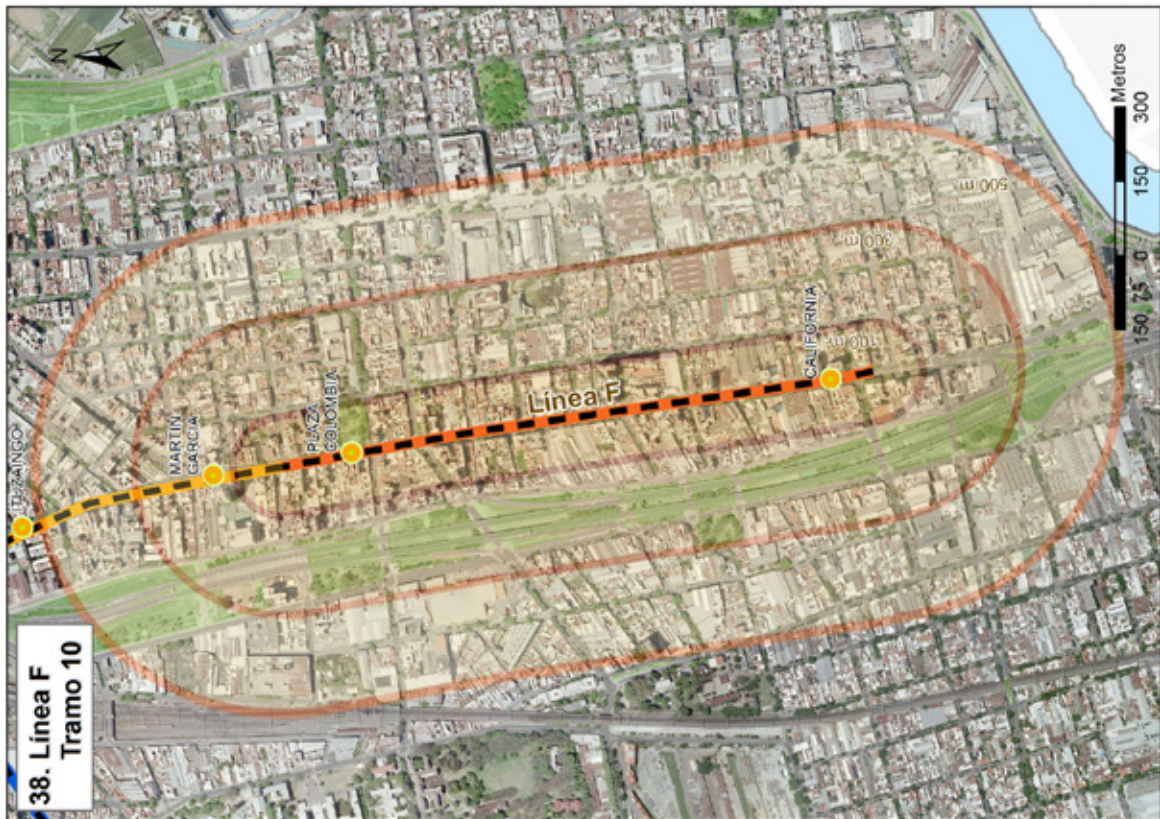 38. Línea F
Tramo 10
N
MARTIN
GARCIA
PLAZA
COLOMBIA
Línea F
CALIFORNIA
100 m
300 m
500 m
150 75 0 150 300
Metros